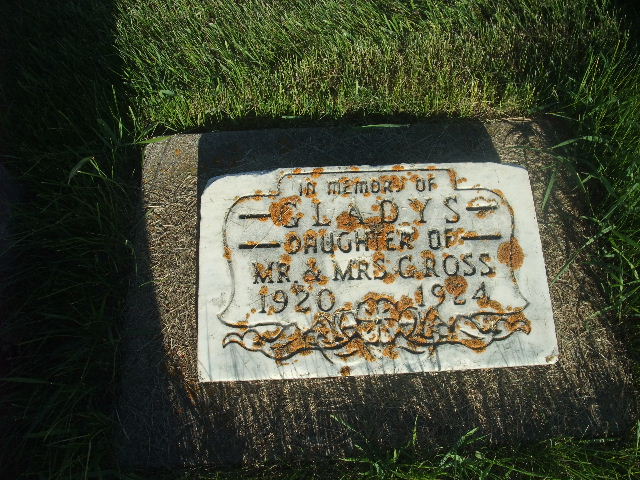 IN MEMORY OF
GLADYS
DAUGHTER OF
MR. & MRS. G. ROSS
1920 1924